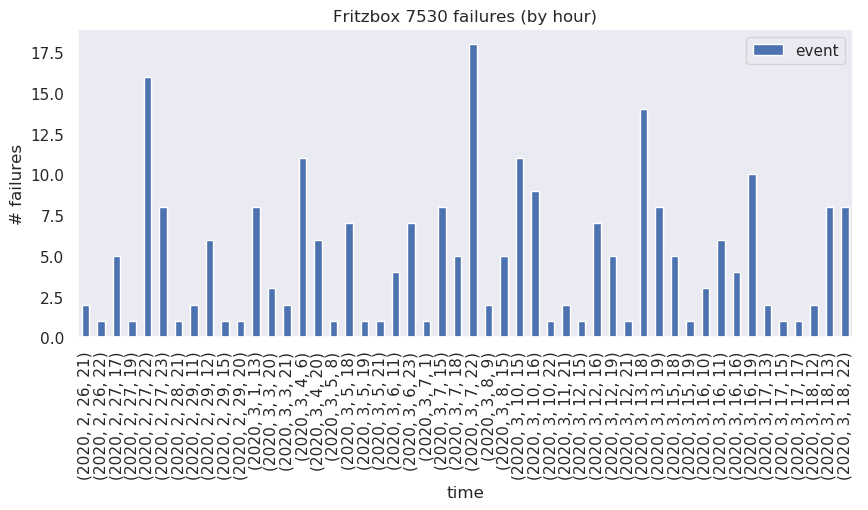 Fritzbox 7530 failures (by hour)
event
# failures
17.5
15.0
12.5
10.0
7.5
5.0
2.5
0.0
(2020, 2, 26, 21)
(2020, 2, 26, 22)
(2020, 2, 27, 17)
(2020, 2, 27, 19)
(2020, 2, 27, 22)
(2020, 2, 27, 23)
(2020, 2, 28, 21)
(2020, 2, 29, 11)
(2020, 2, 29, 12)
(2020, 2, 29, 15)
(2020, 2, 29, 20)
(2020, 3, 1, 13)
(2020, 3, 3, 20)
(2020, 3, 3, 21)
(2020, 3, 4, 6)
(2020, 3, 4, 20)
(2020, 3, 5, 8)
(2020, 3, 5, 18)
(2020, 3, 5, 19)
(2020, 3, 5, 21)
(2020, 3, 6, 11)
(2020, 3, 6, 23)
(2020, 3, 7, 1)
(2020, 3, 7, 15)
(2020, 3, 7, 18)
(2020, 3, 7, 22)
(2020, 3, 8, 9)
(2020, 3, 8, 15)
(2020, 3, 10, 15)
(2020, 3, 10, 16)
(2020, 3, 10, 22)
(2020, 3, 11, 21)
(2020, 3, 12, 15)
(2020, 3, 12, 16)
(2020, 3, 12, 19)
(2020, 3, 12, 21)
(2020, 3, 13, 18)
(2020, 3, 13, 19)
(2020, 3, 15, 18)
(2020, 3, 15, 19)
(2020, 3, 16, 10)
(2020, 3, 16, 11)
(2020, 3, 16, 16)
(2020, 3, 16, 19)
(2020, 3, 17, 13)
(2020, 3, 17, 15)
(2020, 3, 17, 17)
(2020, 3, 18, 12)
(2020, 3, 18, 13)
(2020, 3, 18, 22)
time